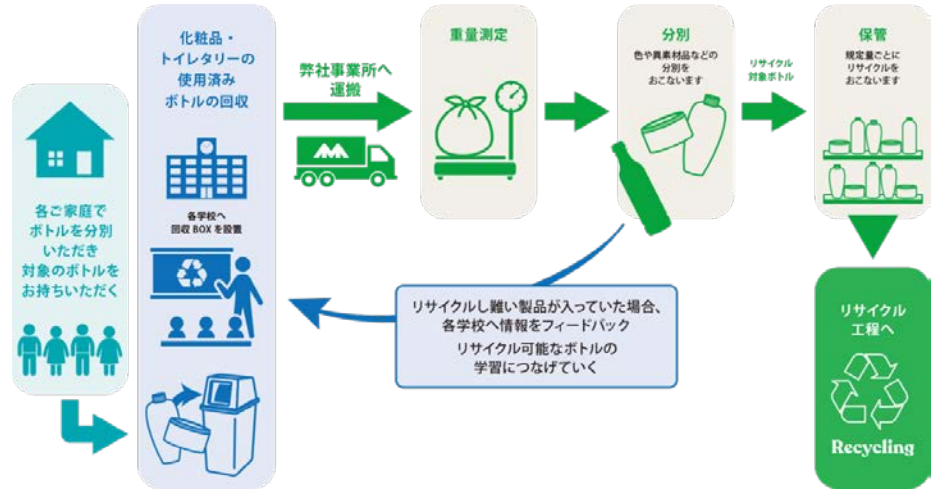 各ご家庭で
ボトルを分別
いただき
対象のボトルを
お持ちいただく
化粧品・
トイレタリーの
使用済み
ボトルの回収
各学校へ
回収 BOX を設置
弊社事業所へ
運搬
重量測定
分別
色や異素材品などの
分別を
おこないます
リサイクル
対象ボトル
保管
規定量ごとに
リサイクルを
おこないます
リサイクルし難い製品が入っていた場合、
各学校へ情報をフィードバック
リサイクル可能なボトルの
学習につなげていく
リサイクル
工程へ
Recycling